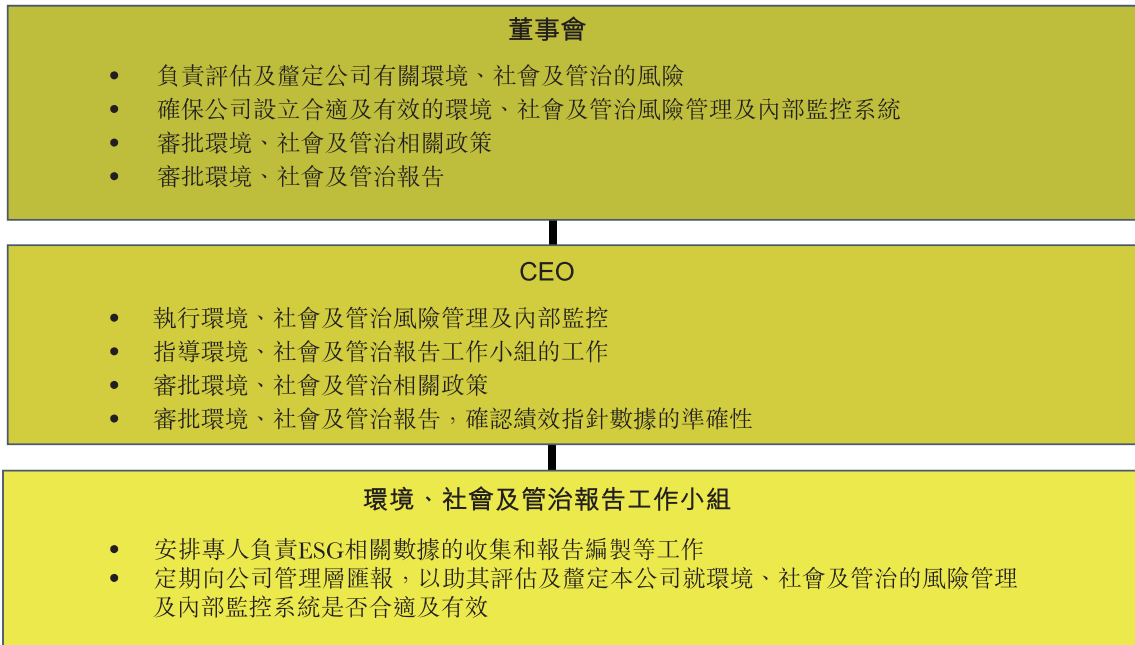 董事會
• 負責評估及釐定公司有關環境、社會及管治的風險
• 確保公司設立合適及有效的環境、社會及管治風險管理及內部監控系統
• 審批環境、社會及管治相關政策
• 審批環境、社會及管治報告
CEO
• 執行環境、社會及管治風險管理及內部監控
• 指導環境、社會及管治報告工作小組的工作
• 審批環境、社會及管治相關政策
• 審批環境、社會及管治報告，確認績效指針數據的準確性
環境、社會及管治報告工作小組
• 安排專人負責ESG相關數據的收集和報告編製等工作
• 定期向公司管理層匯報，以助其評估及釐定本公司就環境、社會及管治的風險管理
及內部監控系統是否合適及有效